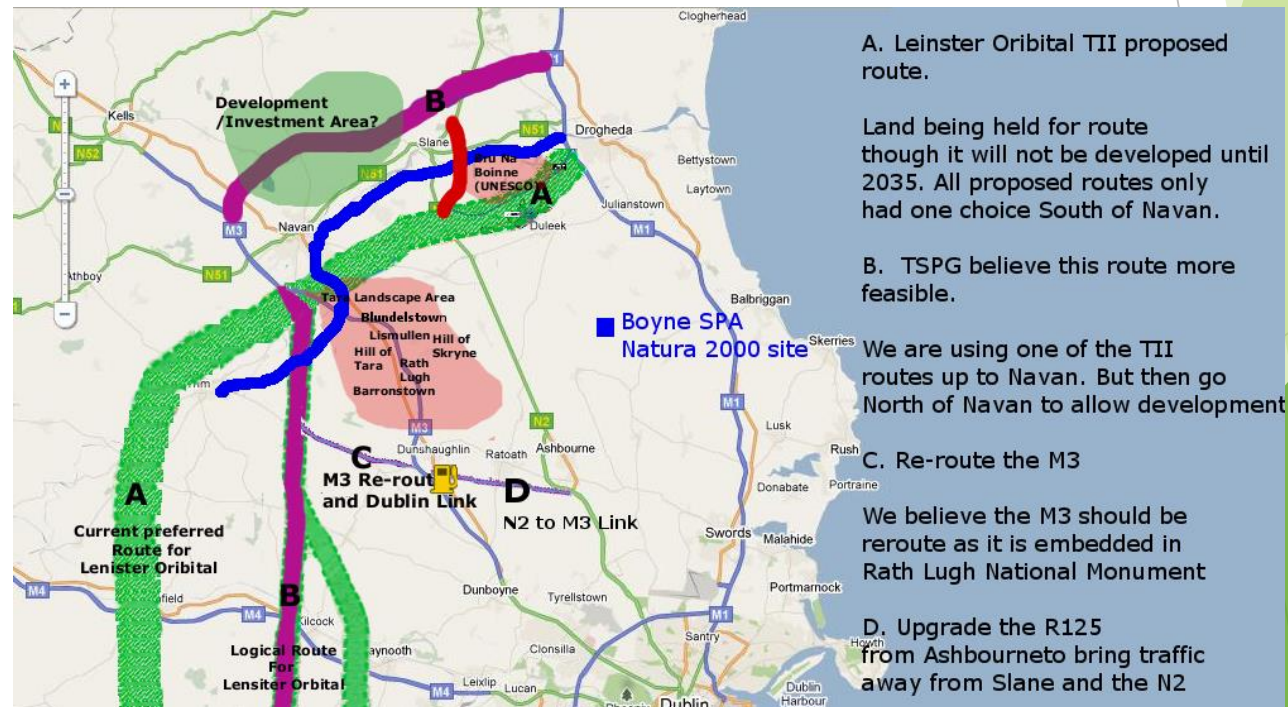 Clogherhead
Development
/Investment Area?
Kells
N52
B
Slane
N51
Drogheda
Bru Na
Boinne
(UNESCO)
A
Bettystown
Laytown
Julianstown
Duleek
M1
N51
M3
Navan
N51
Athboy
Tara Landscape Area
Blundelstown
Lismullen
Hill of
Skryne
Hill of
Tara
Rath
Lugh
Barronstown
Balbriggan
Boyne SPA
Natura 2000 site
Skerries
M1
Lusk
Rush
M3
N2
Dunshaughlin
Ratoath
Ashbourne
C
M3 Re-rout
and Dublin Link
D
N2 to M3 Link
Donabate
Portraine
A
Current preferred
Route for
Lenister Oribital
Swords
Malahide
Portmarnock
M4
field
B
M4
Kilcock
Dunboyne
Tyrellstown
M1
Santry
Howth
Logical Route
For
Lensiter Orbital
aynooth
Clonsilla
M4
Leixlip
Lucan
Dublin
Dublin
Harbour
A. Leinster Oribital TII proposed
route.
Land being held for route
though it will not be developed until
2035. All proposed routes only
had one choice South of Navan.
B. TSPG believe this route more
feasible.
We are using one of the TII
routes up to Navan. But then go
North of Navan to allow development
C. Re-route the M3
We believe the M3 should be
reroute as it is embedded in
Rath Lugh National Monument
D. Upgrade the R125
from Ashbourneto bring traffic
away from Slane and the N2